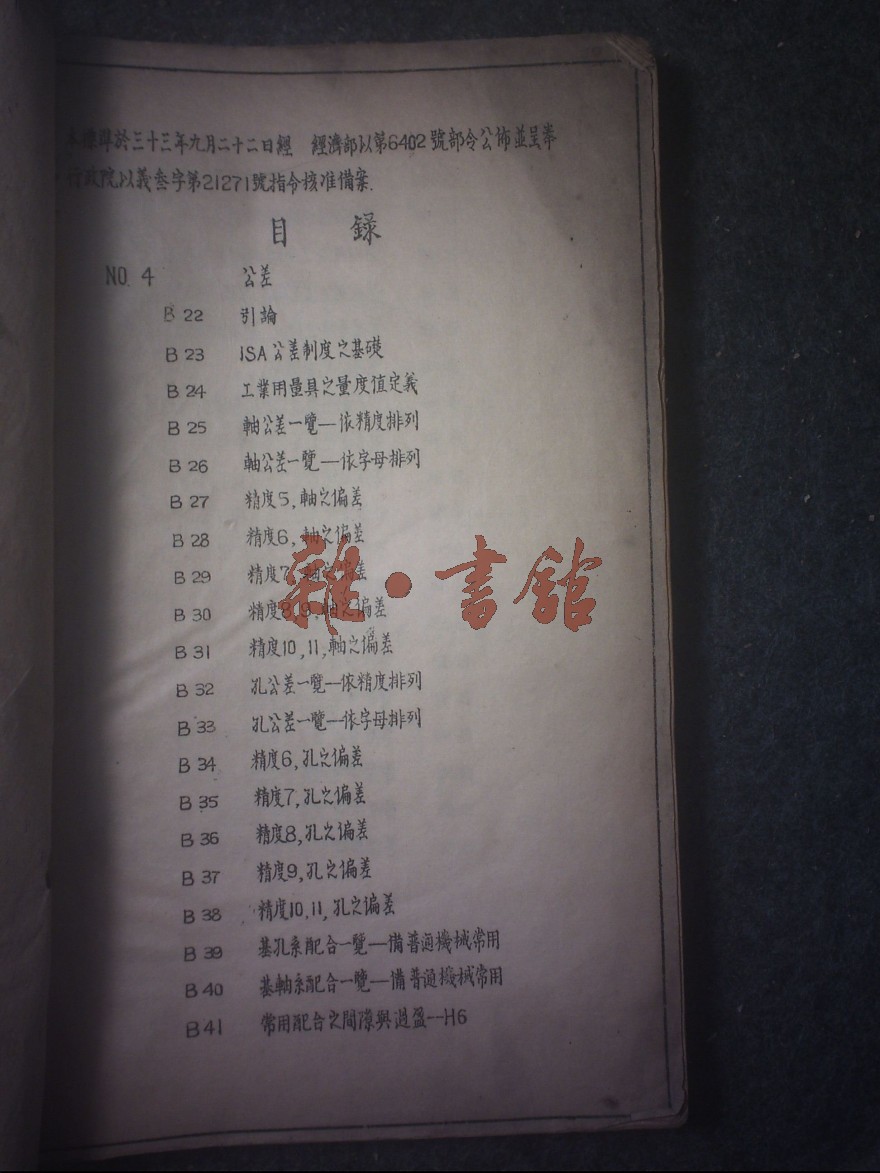 本標準於三十三年九月二十二日經 經濟部以第6402號部令公佈並呈奉
行政院以義叁字第21271號指令核准備案.
目 錄
NO. 4 公差
B 22 引論
B 23 ISA公差制度之基礎
B 24 工業用量具之量度值定義
B 25 軸公差一覽—依精度排列
B 26 軸公差一覽—依字母排列
B 27 精度5,軸之偏差
B 28 精度6,軸之偏差
B 29 精度7,軸之偏差
B 30 精度8,9,軸之偏差
B 31 精度10,11,軸之偏差
B 32 孔公差一覽—依精度排列
B 33 孔公差一覽—依字母排列
B 34 精度6,孔之偏差
B 35 精度7,孔之偏差
B 36 精度8,孔之偏差
B 37 精度9,孔之偏差
B 38 精度10,11,孔之偏差
B 39 基孔系配合一覽—備普通機械常用
B 40 基軸系配合一覽—備普通機械常用
B 41 常用配合之間隙與過盈--H6
雜·書館